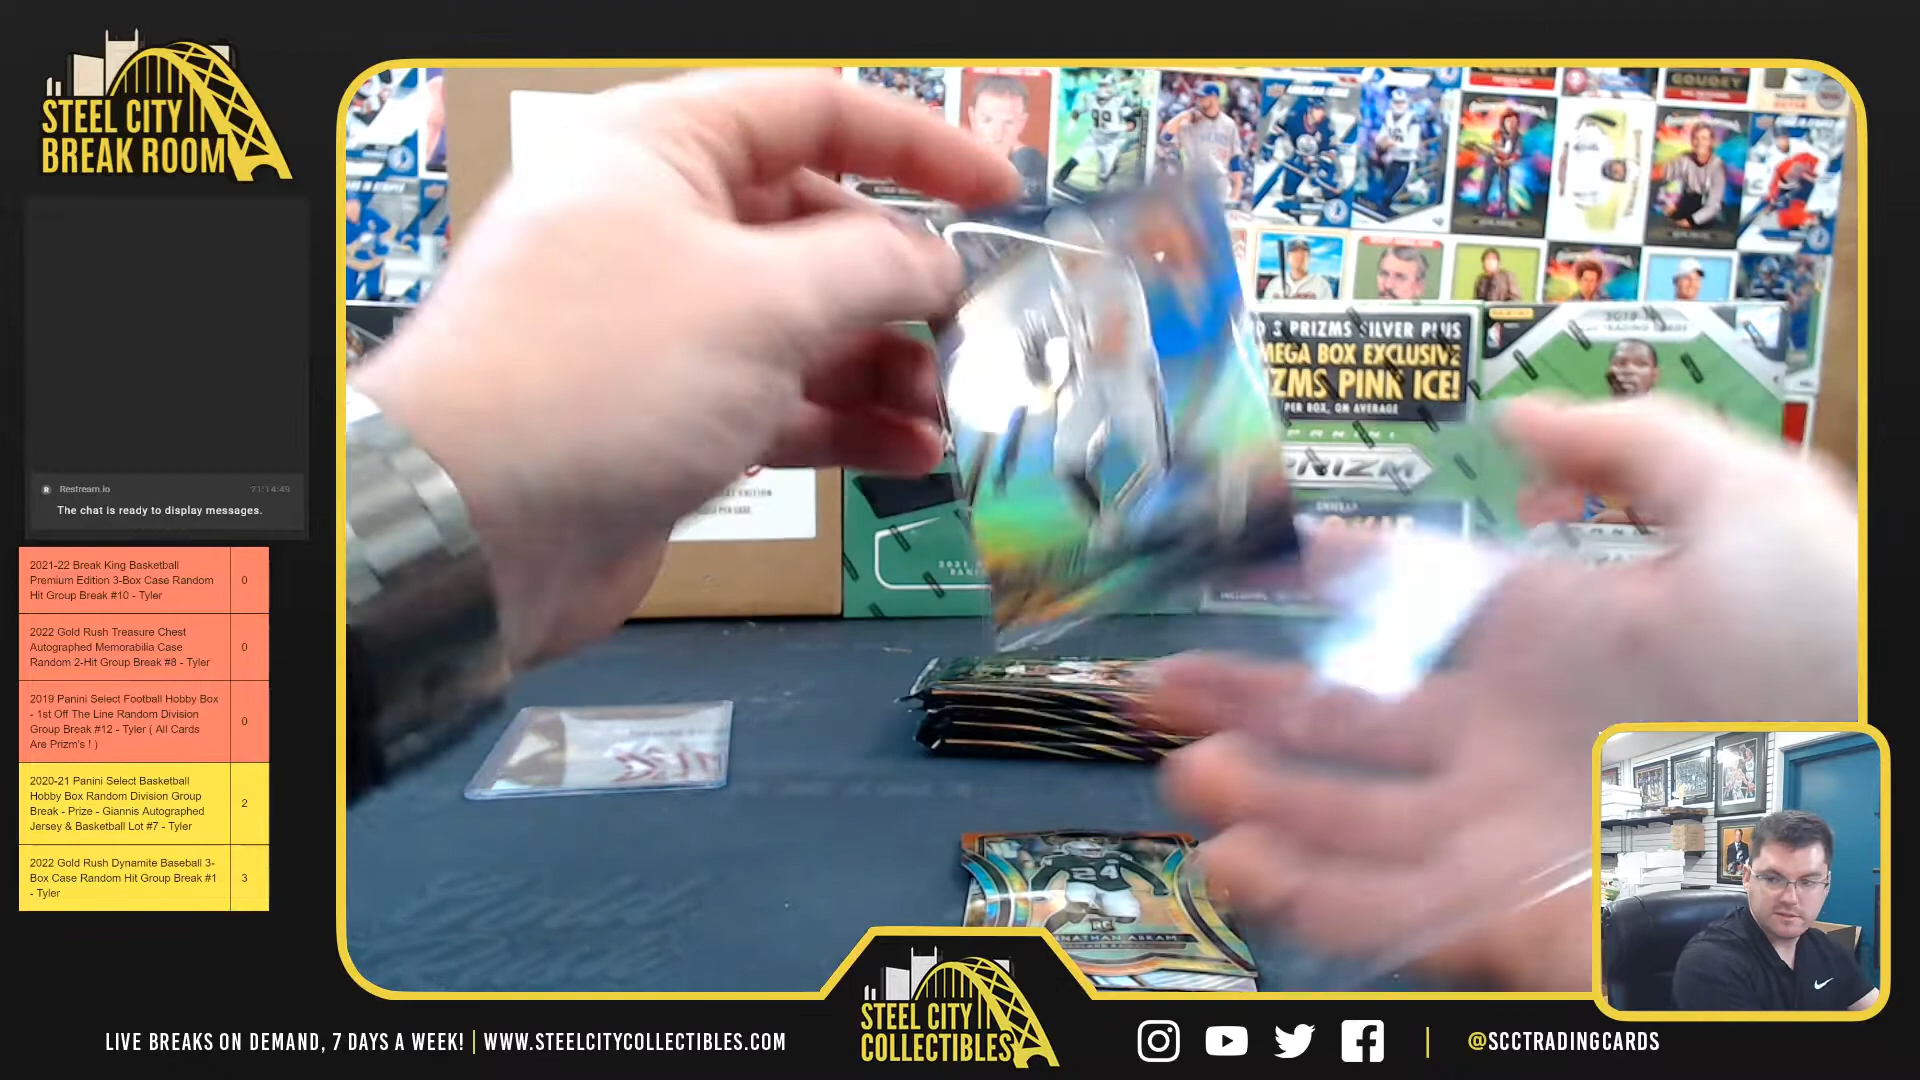 STEEL CITY
BREAK ROOM
Restream.io
The chat is ready to display messages.
2021-22 Break King Basketball
Premium Edition 3-Box Case Random
Hit Group Break #10 - Tyler
0
2022 Gold Rush Treasure Chest
Autographed Memorabilia Case
Random 2-Hit Group Break #8 - Tyler
0
2019 Panini Select Football Hobby Box
- 1st Off The Line Random Division
Group Break #12 - Tyler ( All Cards
Are Prizm's ! )
0
2020-21 Panini Select Basketball
Hobby Box Random Division Group
Break - Prize - Giannis Autographed
Jersey & Basketball Lot #7 - Tyler
2
2022 Gold Rush Dynamite Baseball 3-
Box Case Random Hit Group Break #1
- Tyler
3
PRIZMS SILVER PLUS
MEGA BOX EXCLUSIVE
PINK ICE!
PER BOX, ON AVERAGE
PANINI
24
RC
ABRAM
STEEL CITY
COLLECTIBLES
LIVE BREAKS ON DEMAND, 7 DAYS A WEEK! | WWW.STEELCITYCOLLECTIBLES.COM
| @SCCTRADINGCARDS